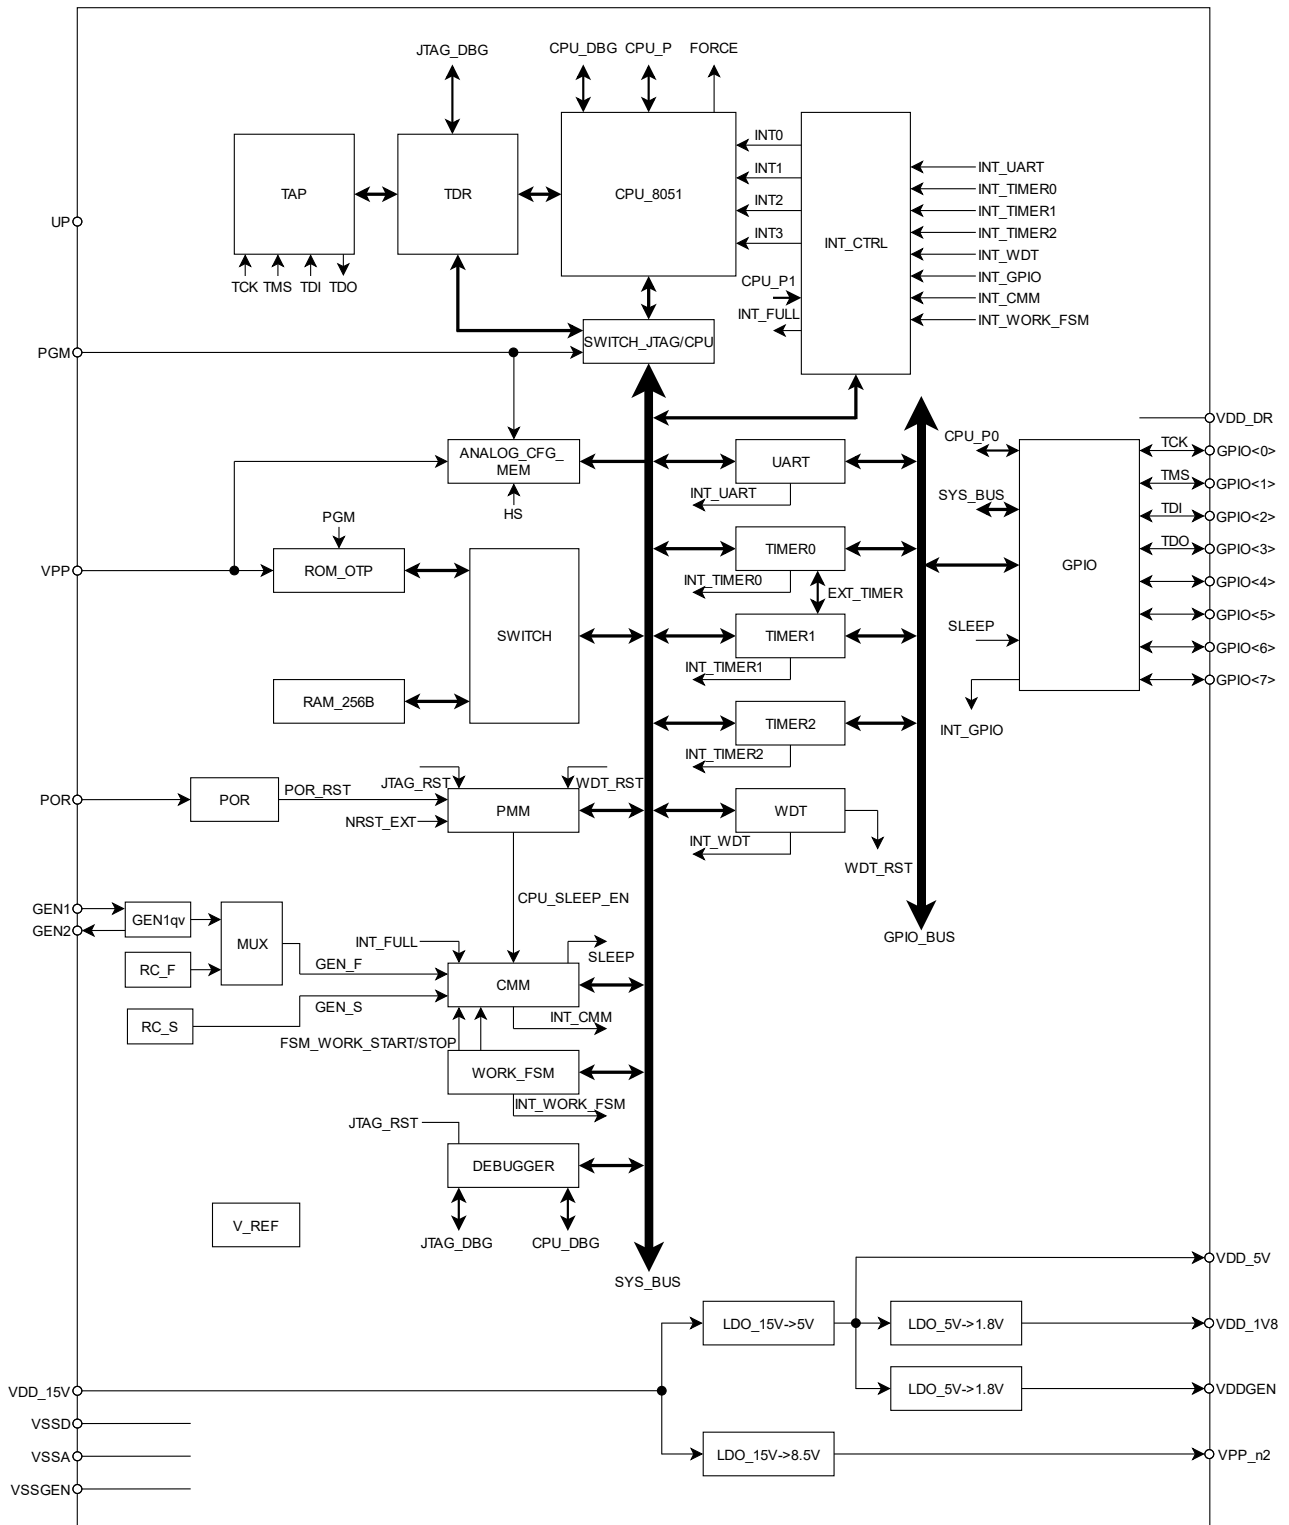 JTAG_DBG
CPU_DBG
CPU_P
FORCE
TAP
TDR
CPU_8051
INT0
INT1
INT2
INT3
INT_CTRL
INT_UART
INT_TIMER0
INT_TIMER1
INT_TIMER2
INT_WDT
INT_GPIO
INT_CMM
INT_WORK_FSM
UP
TCK
TMS
TDI
TDO
CPU_P1
INT_FULL
SWITCH_JTAG/CPU
PGM
ANALOG_CFG_
MEM
HS
PGM
VPP
ROM_OTP
SWITCH
RAM_256B
UART
INT_UART
TIMER0
INT_TIMER0
EXT_TIMER
TIMER1
INT_TIMER1
TIMER2
INT_TIMER2
WDT
INT_WDT
WDT_RST
GPIO_BUS
CPU_P0
SYS_BUS
GPIO
SLEEP
INT_GPIO
VDD_DR
TCK
GPIO<0>
TMS
GPIO<1>
TDI
GPIO<2>
TDO
GPIO<3>
GPIO<4>
GPIO<5>
GPIO<6>
GPIO<7>
POR
POR
POR_RST
JTAG_RST
WDT_RST
NRST_EXT
PMM
CPU_SLEEP_EN
GEN1
GEN2
GEN1qv
MUX
RC_F
RC_S
GEN_F
GEN_S
INT_FULL
SLEEP
CMM
INT_CMM
FSM_WORK_START/STOP
WORK_FSM
INT_WORK_FSM
JTAG_RST
DEBUGGER
JTAG_DBG
CPU_DBG
V_REF
SYS_BUS
VDD_5V
LDO_15V->5V
LDO_5V->1.8V
VDD_1V8
VDD_15V
LDO_5V->1.8V
VDDGEN
VSSD
VSSA
LDO_15V->8.5V
VPP_n2
VSSGEN